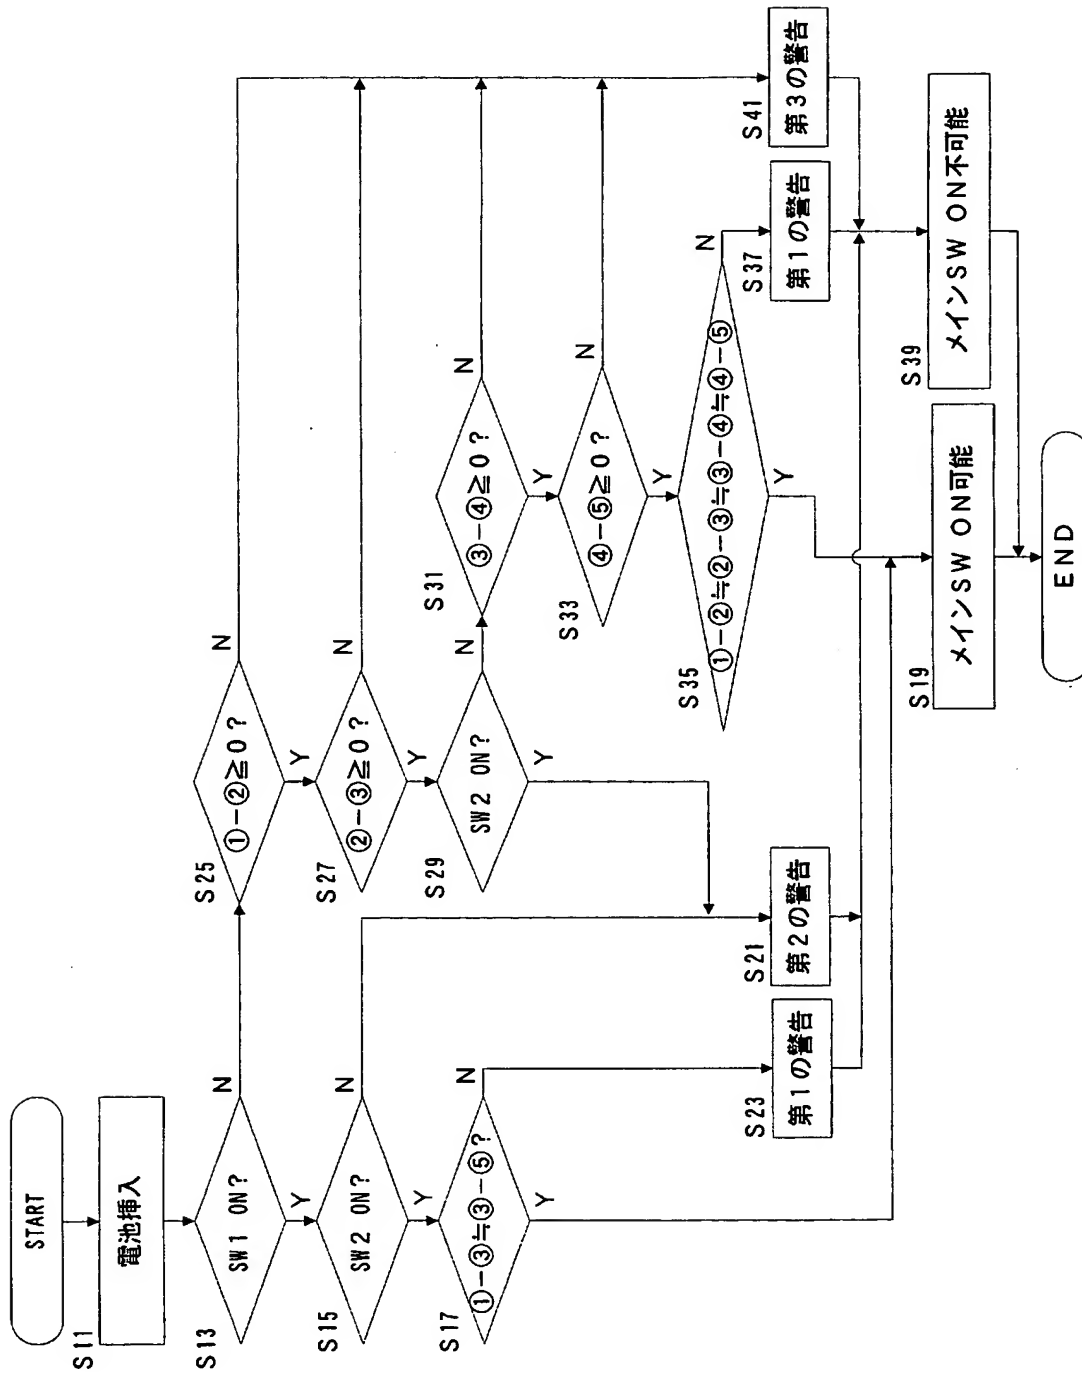 START
S11
電池挿入
S13
SW1 ON?
N
Y
S15
SW2 ON?
N
Y
S17
①-③≒③-⑤?
N
Y
S23
第1の警告
S21
第2の警告
S25
①-②≧0?
N
Y
S27
②-③≧0?
N
Y
S29
SW2 ON?
N
Y
S31
③-④≧0?
N
Y
S33
④-⑤≧0?
N
Y
S35
①-②≒②-③≒③-④≒④-⑤
N
Y
S37
第1の警告
S41
第3の警告
S19
メインSW ON可能
S39
メインSW ON不可能
END